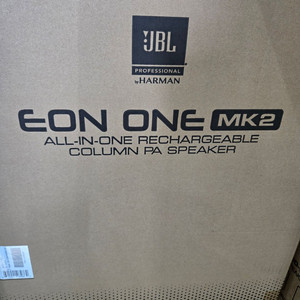 JBL
PROFESSIONAL
by HARMAN
EON ONE MK2
ALL-IN-ONE RECHARGEABLE
COLUMN PA SPEAKER